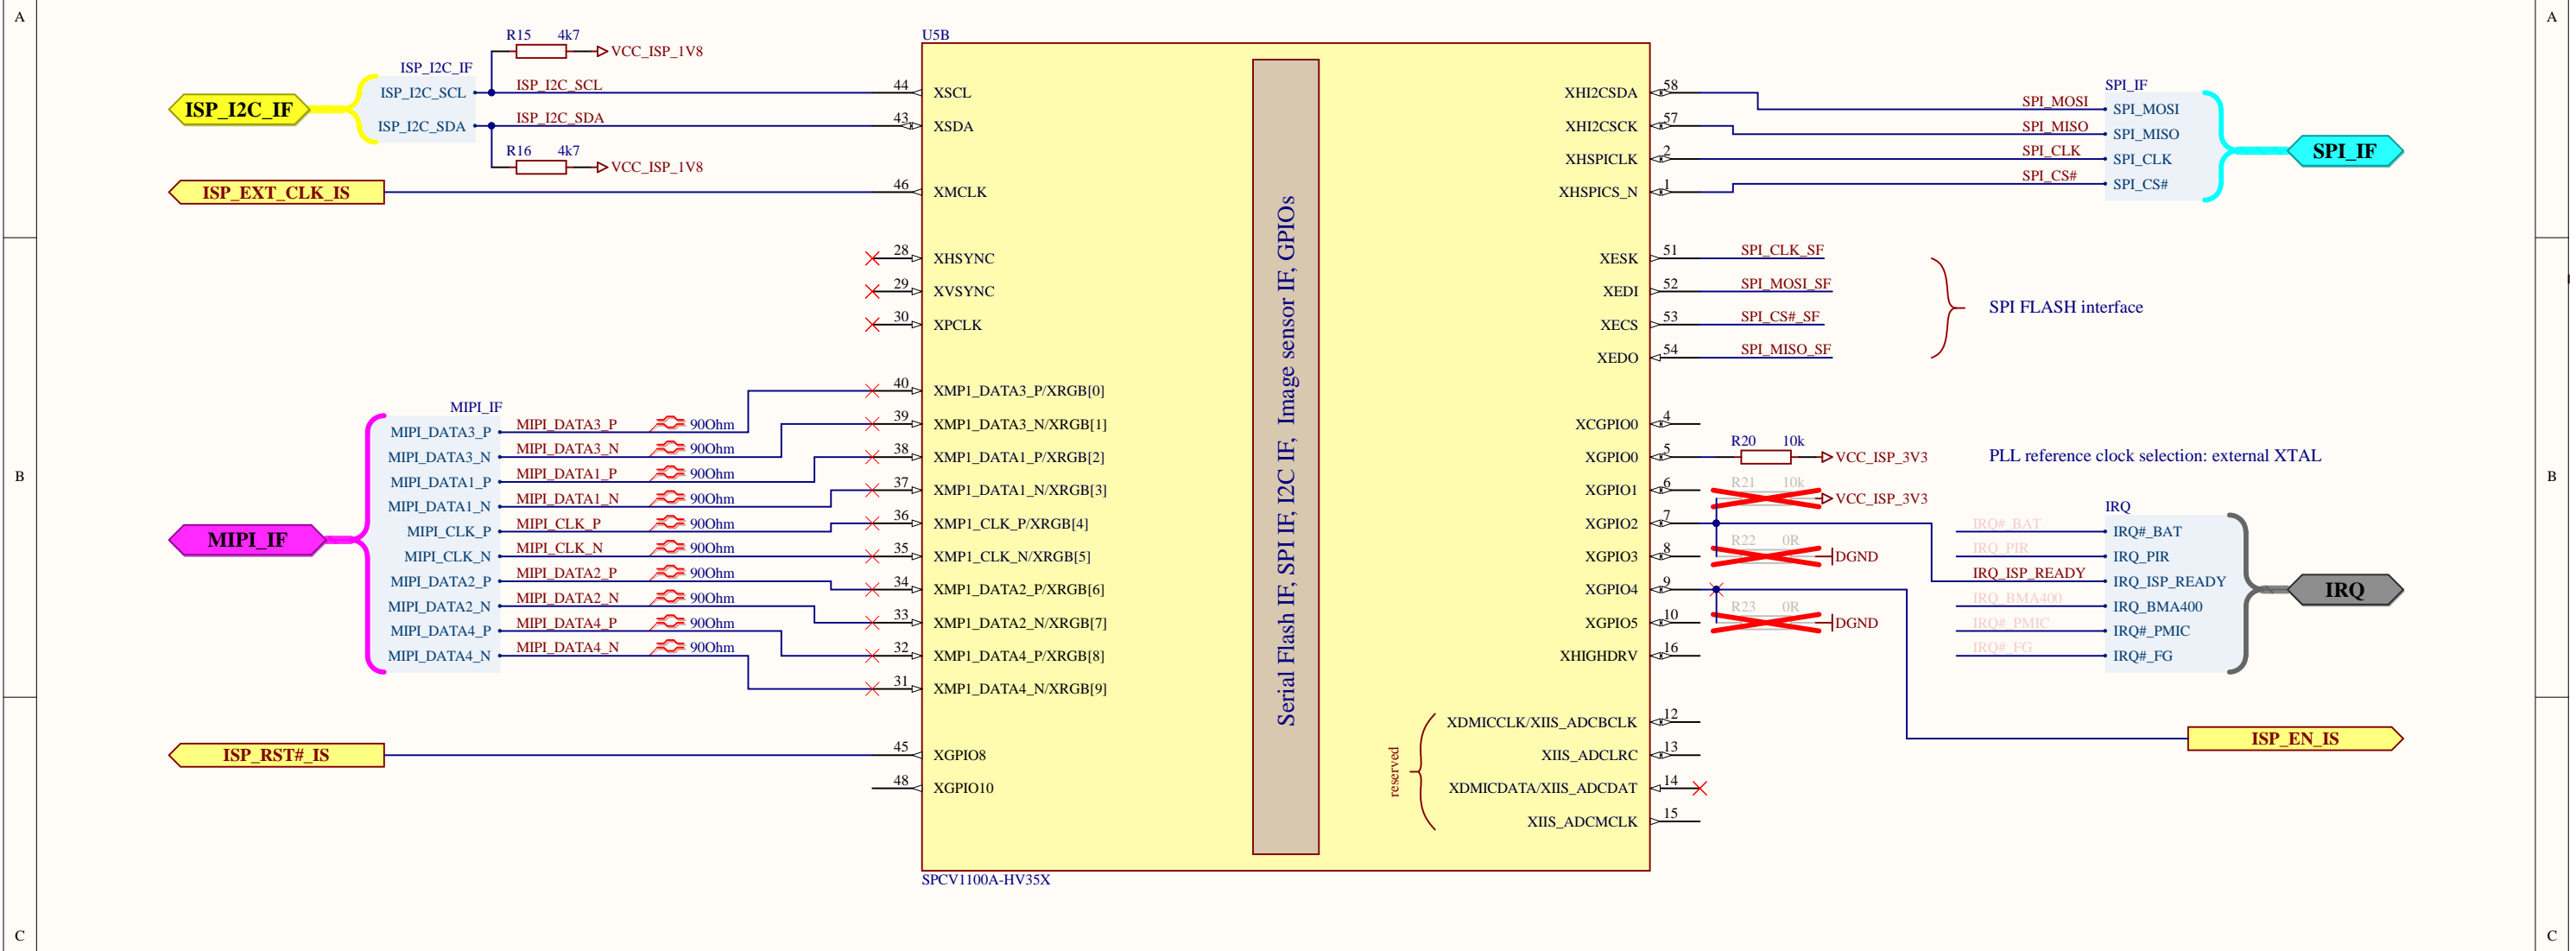 A
A
U5B
R15 4k7
VCC_ISP_1V8
ISP_I2C_IF
ISP_I2C_IF
ISP_I2C_SCL
ISP_I2C_SCL
44
XSCL
ISP_I2C_SDA
ISP_I2C_SDA
43
XSDA
R16 4k7
VCC_ISP_1V8
ISP_EXT_CLK_IS
46
XMCLK
28
XHSYNC
29
XVSYNC
30
XPCLK
MIPI_IF
MIPI_IF
MIPI_DATA3_P
MIPI_DATA3_P
90Ohm
MIPI_DATA3_N
MIPI_DATA3_N
90Ohm
MIPI_DATA1_P
MIPI_DATA1_P
90Ohm
MIPI_DATA1_N
MIPI_DATA1_N
90Ohm
MIPI_CLK_P
MIPI_CLK_P
90Ohm
MIPI_CLK_N
MIPI_CLK_N
90Ohm
MIPI_DATA2_P
MIPI_DATA2_P
90Ohm
MIPI_DATA2_N
MIPI_DATA2_N
90Ohm
MIPI_DATA4_P
MIPI_DATA4_P
90Ohm
MIPI_DATA4_N
MIPI_DATA4_N
90Ohm
40
XMP1_DATA3_P/XRGB[0]
39
XMP1_DATA3_N/XRGB[1]
38
XMP1_DATA1_P/XRGB[2]
37
XMP1_DATA1_N/XRGB[3]
36
XMP1_CLK_P/XRGB[4]
35
XMP1_CLK_N/XRGB[5]
34
XMP1_DATA2_P/XRGB[6]
33
XMP1_DATA2_N/XRGB[7]
32
XMP1_DATA4_P/XRGB[8]
31
XMP1_DATA4_N/XRGB[9]
ISP_RST#_IS
45
XGPIO8
48
XGPIO10
Serial Flash IF, SPI IF, I2C IF, Image sensor IF, GPIOs
XHI2CSDA
58
SPI_MOSI
XHI2CSCK
57
SPI_MISO
XHSPICLK
2
SPI_CLK
XHSPICS_N
1
SPI_CS#
SPI_IF
SPI_MOSI
SPI_MISO
SPI_CLK
SPI_CS#
SPI_IF
XESK
51
SPI_CLK_SF
XEDI
52
SPI_MOSI_SF
XECS
53
SPI_CS#_SF
XEDO
54
SPI_MISO_SF
SPI FLASH interface
XCGPIO0
4
XGPIO0
5
R20 10k
VCC_ISP_3V3
PLL reference clock selection: external XTAL
XGPIO1
6
R21 10k
VCC_ISP_3V3
XGPIO2
7
XGPIO3
8
R22 0R
DGND
XGPIO4
9
XGPIO5
10
R23 0R
DGND
XHIGHDRV
16
IRQ
IRQ#_BAT
IRQ#_BAT
IRQ_PIR
IRQ_PIR
IRQ_ISP_READY
IRQ_ISP_READY
IRQ_BMA400
IRQ_BMA400
IRQ#_PMIC
IRQ#_PMIC
IRQ#_FG
IRQ#_FG
IRQ
reserved
XDMICCLK/XIIS_ADCBCLK
12
XIIS_ADCLRC
13
XDMICDATA/XIIS_ADCDAT
14
XIIS_ADCMCLK
15
ISP_EN_IS
SPCV1100A-HV35X
B
B
C
C